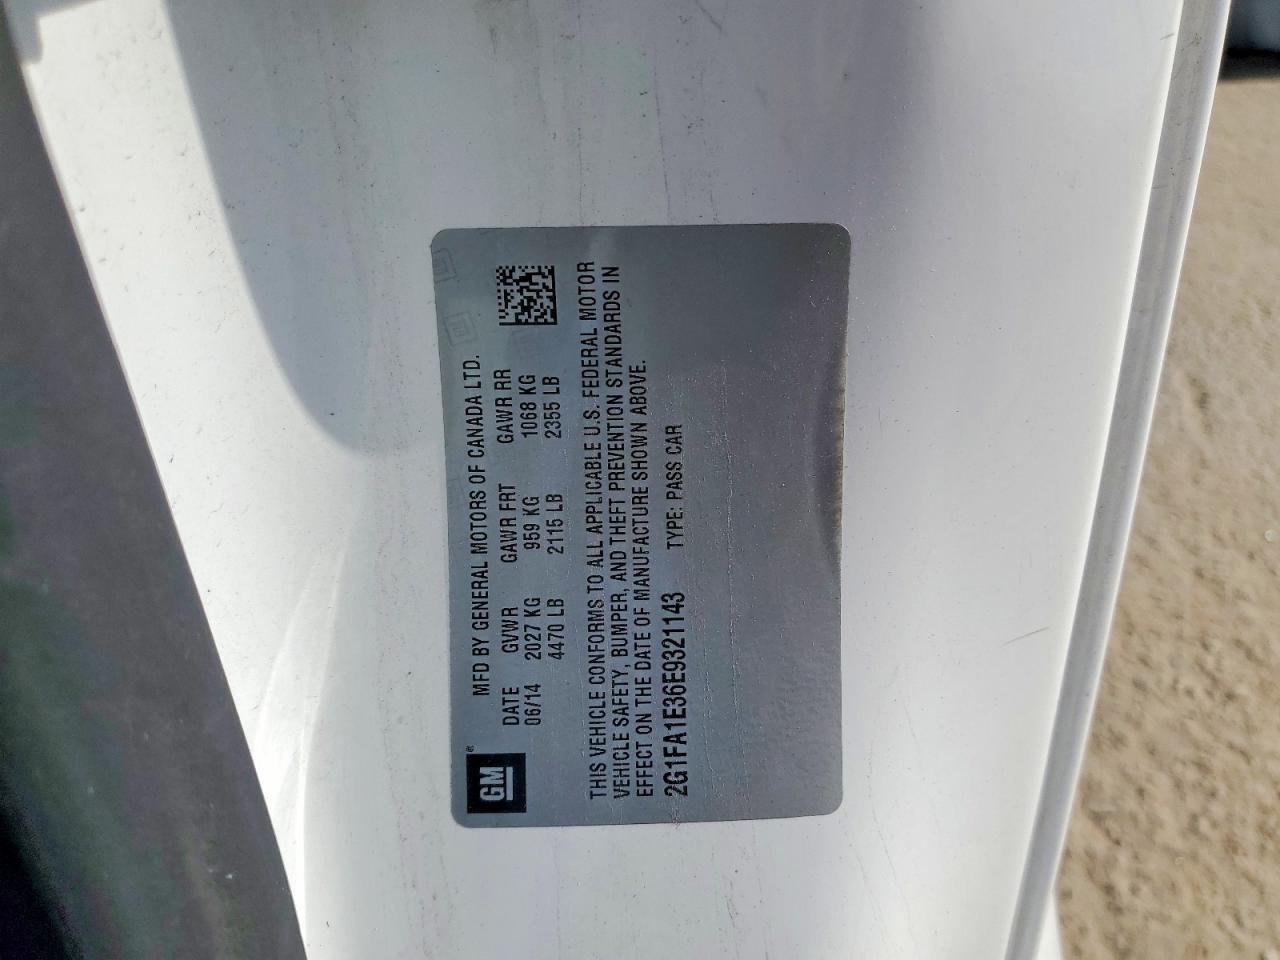 MFD BY GENERAL MOTORS OF CANADA LTD.
DATE GVWR GAWR FRT GAWR RR
06/14 2027 KG 959 KG 1068 KG
4470 LB 2115 LB 2355 LB
THIS VEHICLE CONFORMS TO ALL APPLICABLE U.S. FEDERAL MOTOR
VEHICLE SAFETY, BUMPER, AND THEFT PREVENTION STANDARDS IN
EFFECT ON THE DATE OF MANUFACTURE SHOWN ABOVE.
2G1FA1E36E9321143 TYPE: PASS CAR
GM®